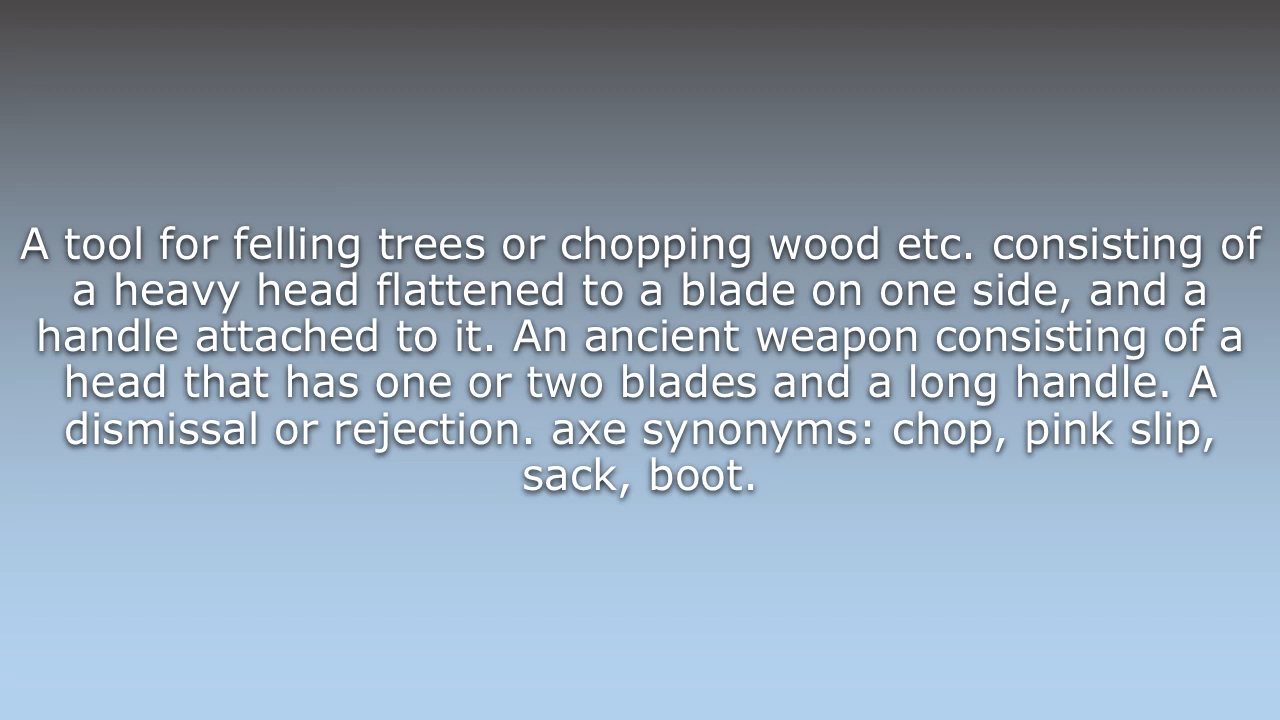 A tool for felling trees or chopping wood etc. consisting of
a heavy head flattened to a blade on one side, and a
handle attached to it. An ancient weapon consisting of a
head that has one or two blades and a long handle. A
dismissal or rejection. axe synonyms: chop, pink slip,
sack, boot.